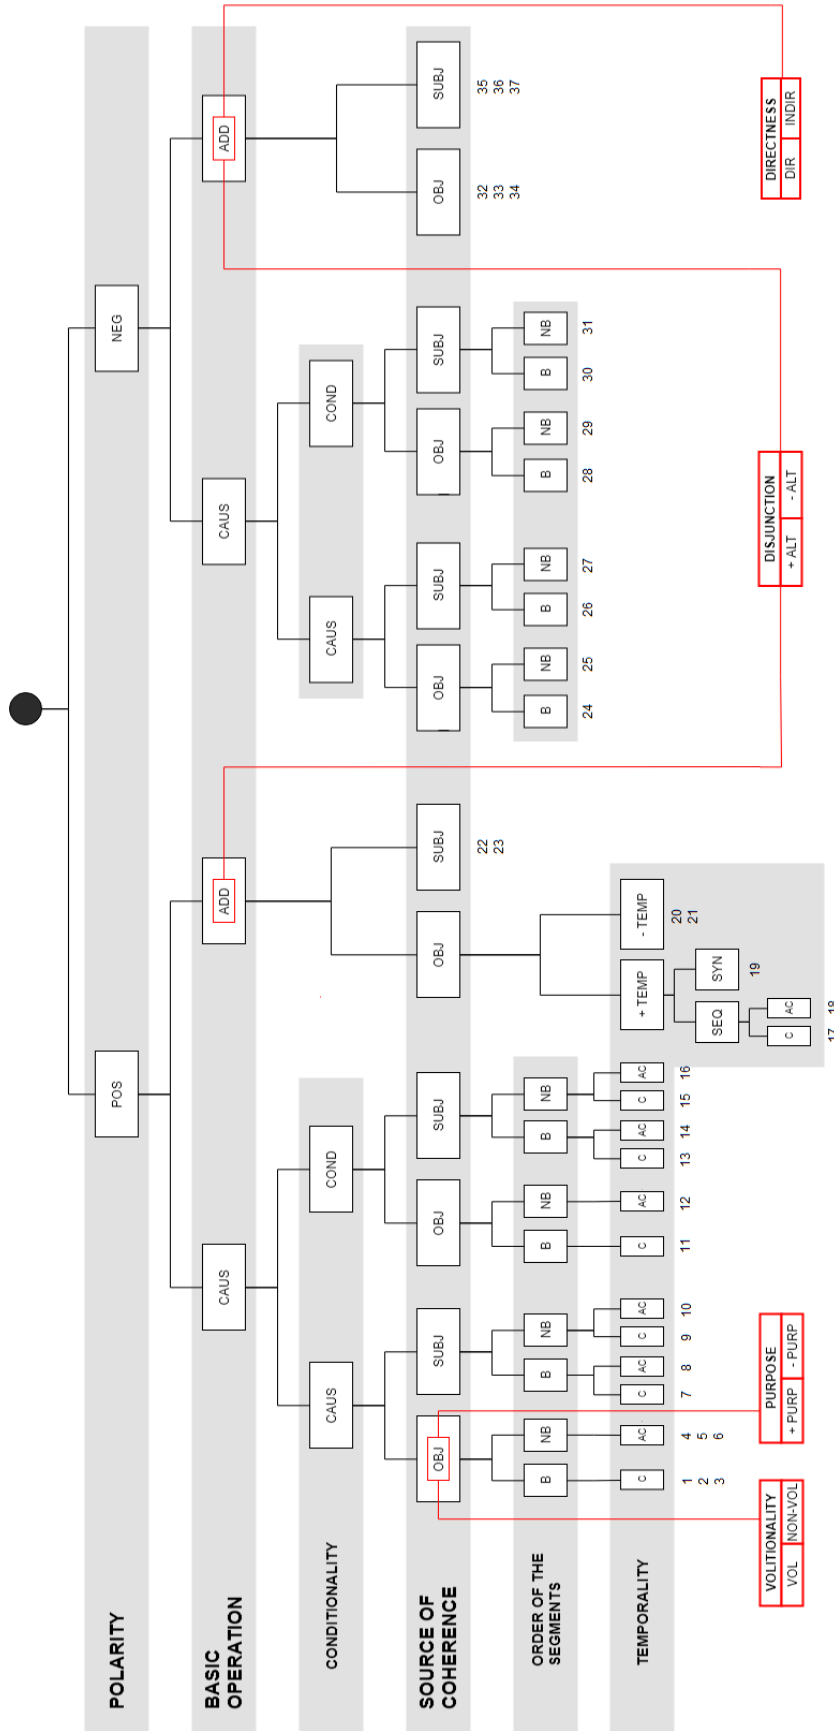 POLARITY
POS
NEG
BASIC
OPERATION
CAUS
ADD
CAUS
ADD
CONDITIONALITY
CAUS
COND
CAUS
COND
SOURCE OF
COHERENCE
OBJ
SUBJ
OBJ
SUBJ
OBJ
SUBJ
OBJ
SUBJ
OBJ
SUBJ
OBJ
SUBJ
ORDER OF THE
SEGMENTS
B
NB
B
NB
B
NB
B
NB
B
NB
B
NB
B
NB
B
NB
TEMPORALITY
C
AC
C
AC
C
AC
C
AC
C
AC
C
AC
+ TEMP
- TEMP
SEQ
SYN
C
AC
1
2
3
4
5
6
7
8
9
10
11
12
13
14
15
16
17
18
19
20
21
22
23
24
25
26
27
28
29
30
31
32
33
34
35
36
37
VOLITIONALITY
VOL NON-VOL
PURPOSE
+ PURP - PURP
DISJUNCTION
+ ALT - ALT
DIRECTNESS
DIR INDIR